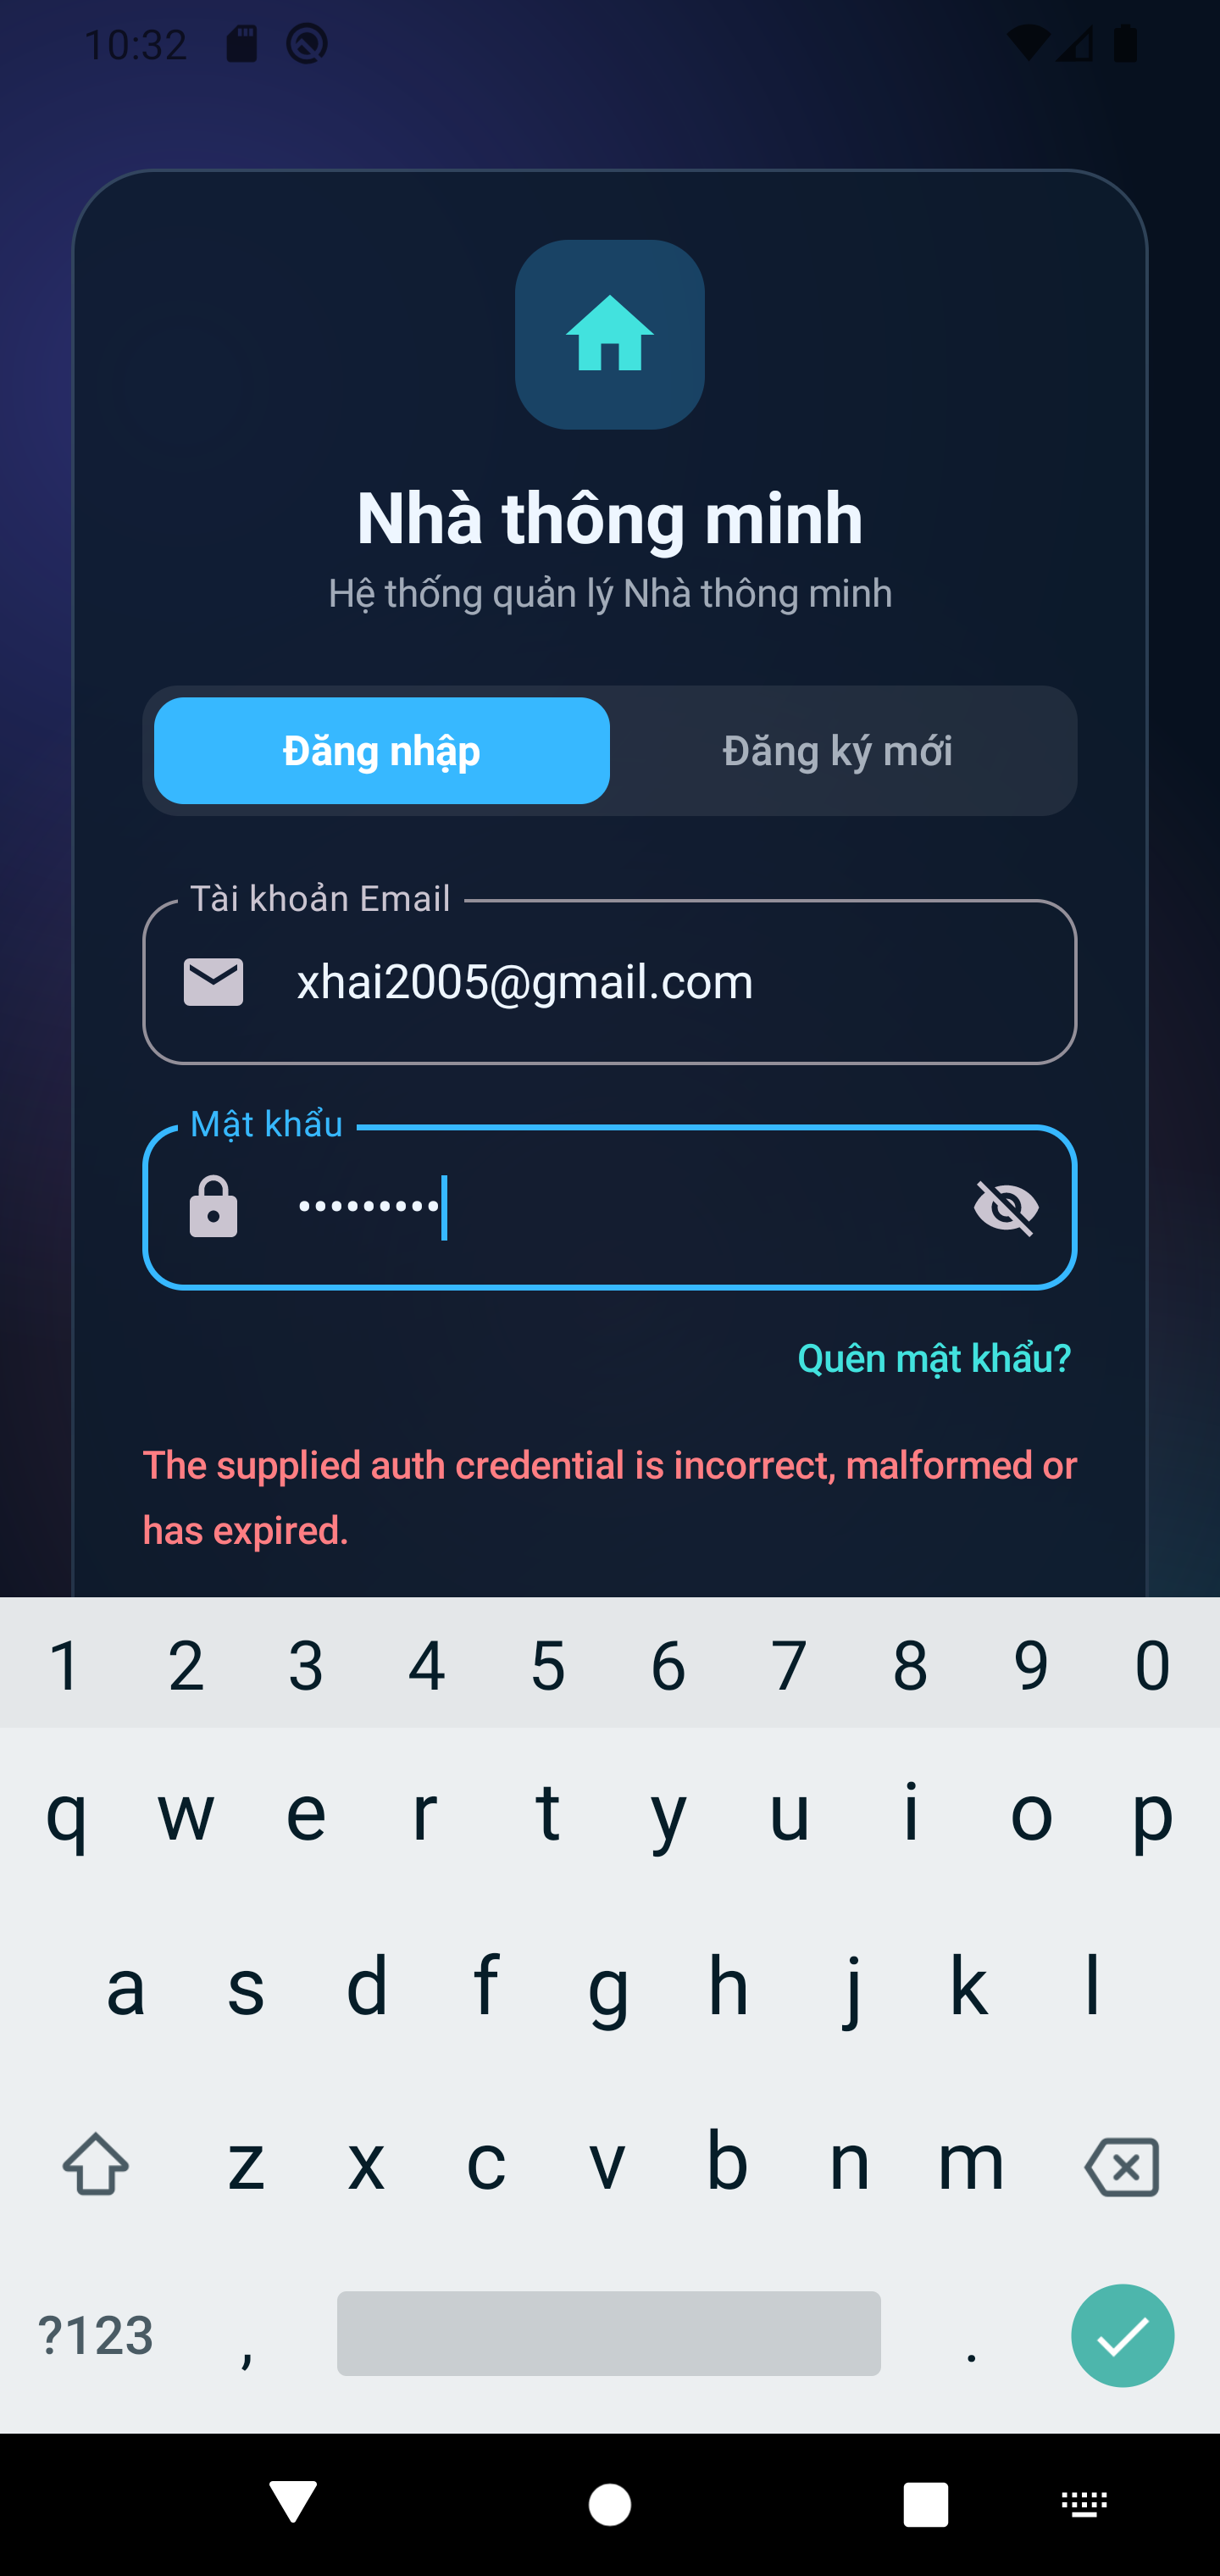 10:32
Nhà thông minh
Hệ thống quản lý Nhà thông minh
Đăng nhập Đăng ký mới
Tài khoản Email
xhai2005@gmail.com
Mật khẩu
•••••••••
Quên mật khẩu?
The supplied auth credential is incorrect, malformed or
has expired.
1 2 3 4 5 6 7 8 9 0
q w e r t y u i o p
a s d f g h j k l
z x c v b n m
?123 , .